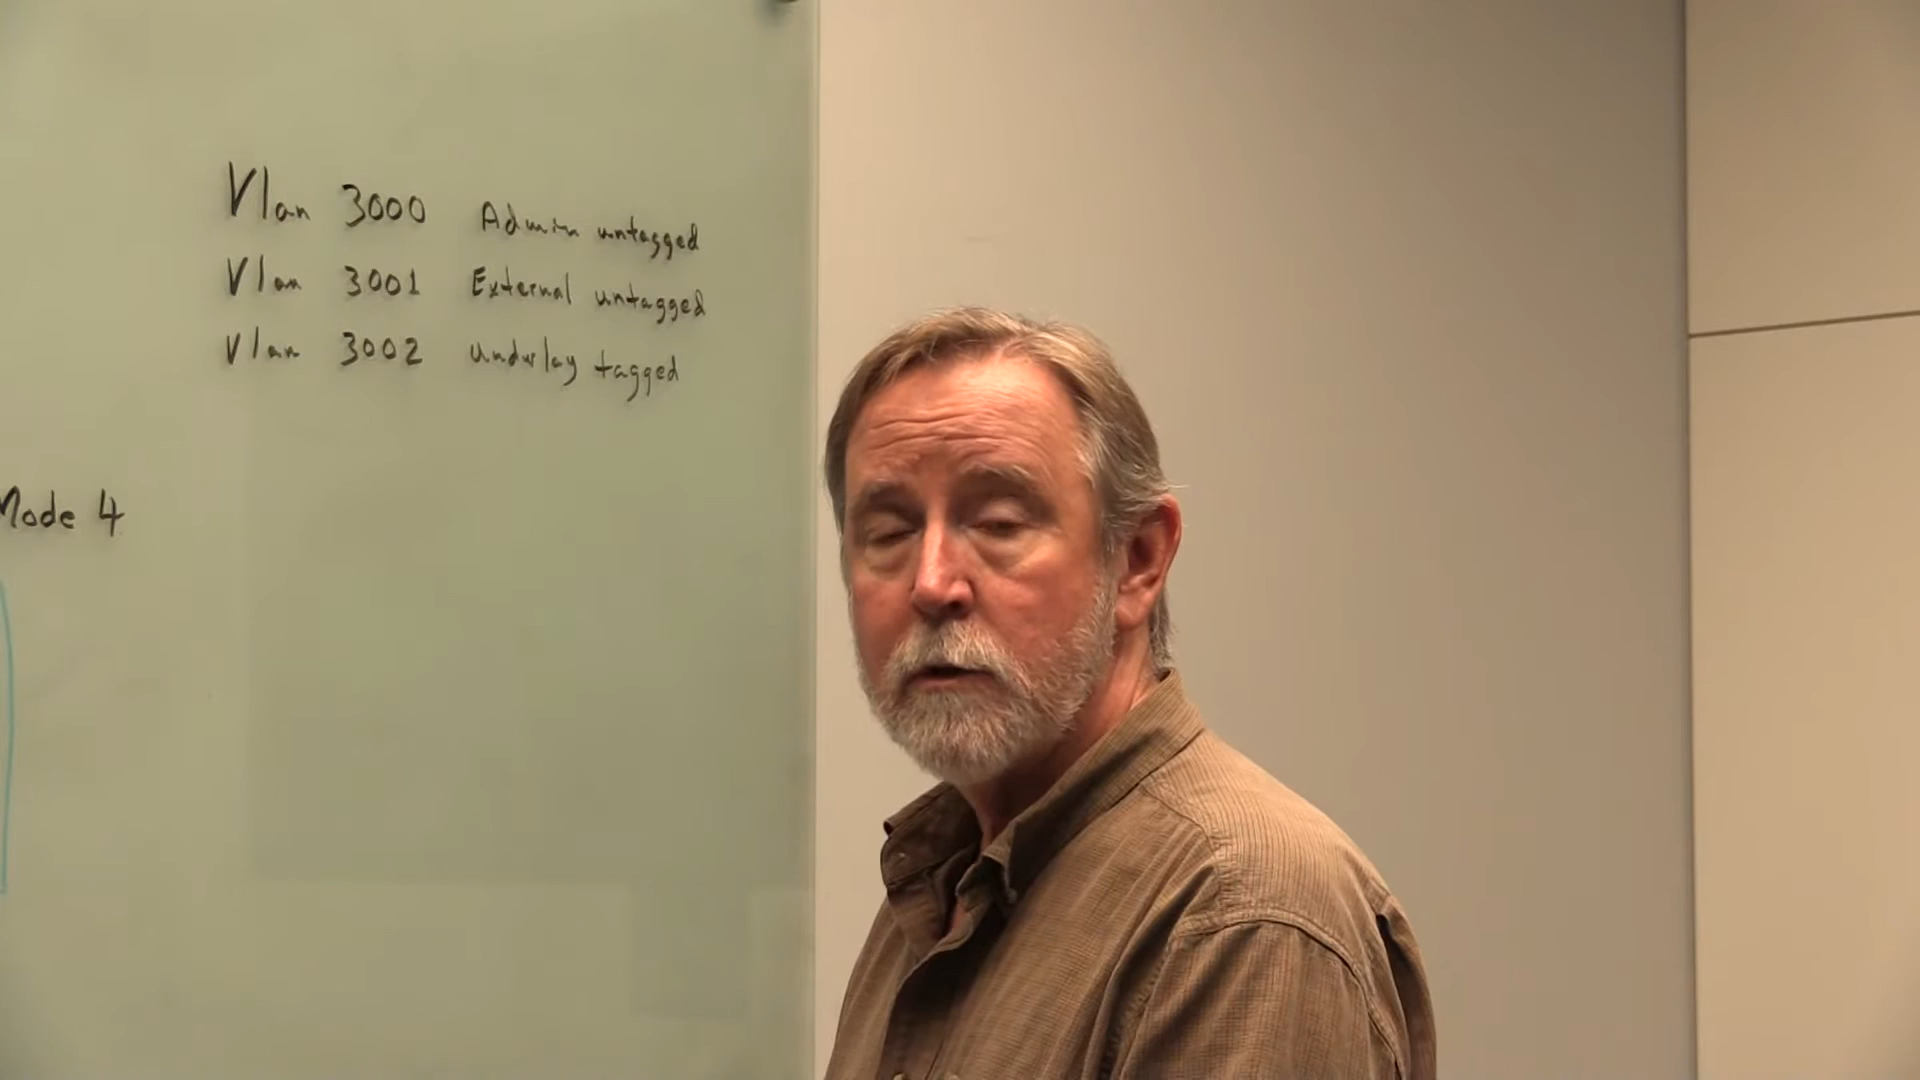 Vlan 3000 Admin untagged
Vlan 3001 External untagged
Vlan 3002 underlay tagged
Mode 4